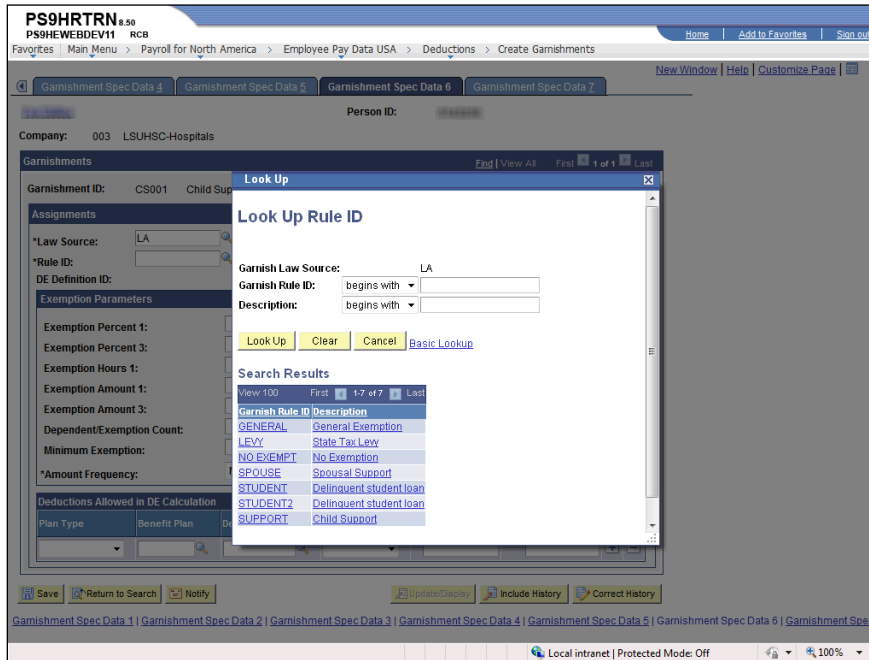 PS9HRTRN 8.50
PS9HEWEBDEV11 RCB
Home | Add to Favorites | Sign out
Favorites | Main Menu > Payroll for North America > Employee Pay Data USA > Deductions > Create Garnishments
New Window | Help | Customize Page |
Garnishment Spec Data 4 Garnishment Spec Data 5 Garnishment Spec Data 6 Garnishment Spec Data 7
Person ID:
Company: 003 LSUHSC-Hospitals
Garnishments Find | View All First 1 of 1 Last
Garnishment ID: CS001 Child Sup
Assignments
*Law Source: LA
*Rule ID:
DE Definition ID:
Exemption Parameters
Exemption Percent 1:
Exemption Percent 3:
Exemption Hours 1:
Exemption Amount 1:
Exemption Amount 3:
Dependent/Exemption Count:
Minimum Exemption:
*Amount Frequency:
Deductions Allowed in DE Calculation
Plan Type Benefit Plan De
Look Up
Look Up Rule ID
Garnish Law Source: LA
Garnish Rule ID: begins with
Description: begins with
Look Up Clear Cancel Basic Lookup
Search Results
View 100 First 1-7 of 7 Last
Garnish Rule ID Description
GENERAL General Exemption
LEVY State Tax Levy
NO EXEMPT No Exemption
SPOUSE Spousal Support
STUDENT Delinquent student loan
STUDENT2 Delinquent student loan
SUPPORT Child Support
Save Return to Search Notify Update/Display Include History Correct History
Garnishment Spec Data 1 | Garnishment Spec Data 2 | Garnishment Spec Data 3 | Garnishment Spec Data 4 | Garnishment Spec Data 5 | Garnishment Spec Data 6 | Garnishment Spe
Local intranet | Protected Mode: Off 100%